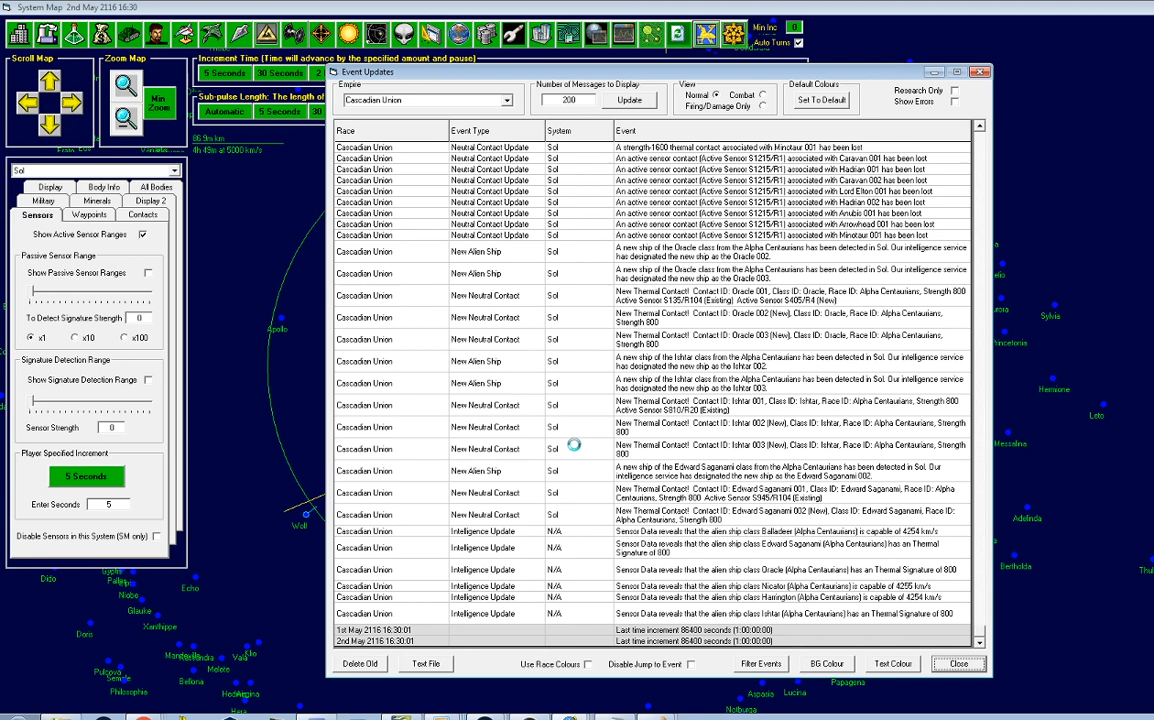 System Map 2nd May 2116 16:30
Min Inc 0
Auto Turns
Scroll Map
Zoom Map
Min Zoom
Increment Time (Time will advance by the specified amount and pause)
5 Seconds 30 Seconds 2
Sub-pulse Length: The length of
Automatic 5 Seconds 30
86.9m km
4h 49m at 5000 km/s
Sol
Display Body Info All Bodies
Military Minerals Display 2
Sensors Waypoints Contacts
Show Active Sensor Ranges
Passive Sensor Range
Show Passive Sensor Ranges
To Detect Signature Strength 0
x1 x10 x100
Signature Detection Range
Show Signature Detection Range
Sensor Strength 0
Player Specified Increment
5 Seconds
Enter Seconds 5
Disable Sensors in this System (SM only)
Event Updates
Empire
Cascadian Union
Number of Messages to Display
200 Update
View
Normal Combat
Firing/Damage Only
Default Colours
Set To Default
Research Only
Show Errors
Race Event Type System Event
Cascadian Union Neutral Contact Update Sol A strength-1600 thermal contact associated with Minotaur 001 has been lost
Cascadian Union Neutral Contact Update Sol An active sensor contact (Active Sensor S1215/R1) associated with Caravan 001 has been lost
Cascadian Union Neutral Contact Update Sol An active sensor contact (Active Sensor S1215/R1) associated with Hadrian 001 has been lost
Cascadian Union Neutral Contact Update Sol An active sensor contact (Active Sensor S1215/R1) associated with Caravan 002 has been lost
Cascadian Union Neutral Contact Update Sol An active sensor contact (Active Sensor S1215/R1) associated with Lord Elton 001 has been lost
Cascadian Union Neutral Contact Update Sol An active sensor contact (Active Sensor S1215/R1) associated with Hadrian 002 has been lost
Cascadian Union Neutral Contact Update Sol An active sensor contact (Active Sensor S1215/R1) associated with Anubis 001 has been lost
Cascadian Union Neutral Contact Update Sol An active sensor contact (Active Sensor S1215/R1) associated with Arrowhead 001 has been lost
Cascadian Union Neutral Contact Update Sol An active sensor contact (Active Sensor S1215/R1) associated with Minotaur 001 has been lost
Cascadian Union New Alien Ship Sol A new ship of the Oracle class from the Alpha Centaurians has been detected in Sol. Our intelligence service
has designated the new ship as the Oracle 002.
Cascadian Union New Alien Ship Sol A new ship of the Oracle class from the Alpha Centaurians has been detected in Sol. Our intelligence service
has designated the new ship as the Oracle 003.
Cascadian Union New Neutral Contact Sol New Thermal Contact! Contact ID: Oracle 001, Class ID: Oracle, Race ID: Alpha Centaurians, Strength 800
Active Sensor S135/R104 (Existing) Active Sensor S405/R4 (New)
Cascadian Union New Neutral Contact Sol New Thermal Contact! Contact ID: Oracle 002 (New), Class ID: Oracle, Race ID: Alpha Centaurians,
Strength 800
Cascadian Union New Neutral Contact Sol New Thermal Contact! Contact ID: Oracle 003 (New), Class ID: Oracle, Race ID: Alpha Centaurians,
Strength 800
Cascadian Union New Alien Ship Sol A new ship of the Ishtar class from the Alpha Centaurians has been detected in Sol. Our intelligence service
has designated the new ship as the Ishtar 002.
Cascadian Union New Alien Ship Sol A new ship of the Ishtar class from the Alpha Centaurians has been detected in Sol. Our intelligence service
has designated the new ship as the Ishtar 003.
Cascadian Union New Neutral Contact Sol New Thermal Contact! Contact ID: Ishtar 001, Class ID: Ishtar, Race ID: Alpha Centaurians, Strength 800
Active Sensor S810/R20 (Existing)
Cascadian Union New Neutral Contact Sol New Thermal Contact! Contact ID: Ishtar 002 (New), Class ID: Ishtar, Race ID: Alpha Centaurians, Strength
800
Cascadian Union New Neutral Contact Sol New Thermal Contact! Contact ID: Ishtar 003 (New), Class ID: Ishtar, Race ID: Alpha Centaurians, Strength
800
Cascadian Union New Alien Ship Sol A new ship of the Edward Saganami class from the Alpha Centaurians has been detected in Sol. Our
intelligence service has designated the new ship as the Edward Saganami 002.
Cascadian Union New Neutral Contact Sol New Thermal Contact! Contact ID: Edward Saganami 001, Class ID: Edward Saganami, Race ID: Alpha
Centaurians, Strength 800 Active Sensor S945/R104 (Existing)
Cascadian Union New Neutral Contact Sol New Thermal Contact! Contact ID: Edward Saganami 002 (New), Class ID: Edward Saganami, Race ID:
Alpha Centaurians, Strength 800
Cascadian Union Intelligence Update N/A Sensor Data reveals that the alien ship class Balladeer (Alpha Centaurians) is capable of 4254 km/s
Cascadian Union Intelligence Update N/A Sensor Data reveals that the alien ship class Edward Saganami (Alpha Centaurians) has an Thermal
Signature of 800
Cascadian Union Intelligence Update N/A Sensor Data reveals that the alien ship class Oracle (Alpha Centaurians) has an Thermal Signature of 800
Cascadian Union Intelligence Update N/A Sensor Data reveals that the alien ship class Nicator (Alpha Centaurians) is capable of 4255 km/s
Cascadian Union Intelligence Update N/A Sensor Data reveals that the alien ship class Harrington (Alpha Centaurians) is capable of 4254 km/s
Cascadian Union Intelligence Update N/A Sensor Data reveals that the alien ship class Ishtar (Alpha Centaurians) has an Thermal Signature of 800
1st May 2116 16:30:01 Last time increment 86400 seconds (1:00:00:00)
2nd May 2116 16:30:01 Last time increment 86400 seconds (1:00:00:00)
Delete Old Text File Use Race Colours Disable Jump to Event Filter Events BG Colour Text Colour Close
Apollo
Wolf
Sylvia
Hermione
Leto
Messalina
Adelinda
Bertholda
Dido
Echo
Niobe
Glauke
Xanthippe
Doris
Melete
Bellona
Pulcova
Semele
Philosophia
Papagena
Aspasia
Lucina
Notburga